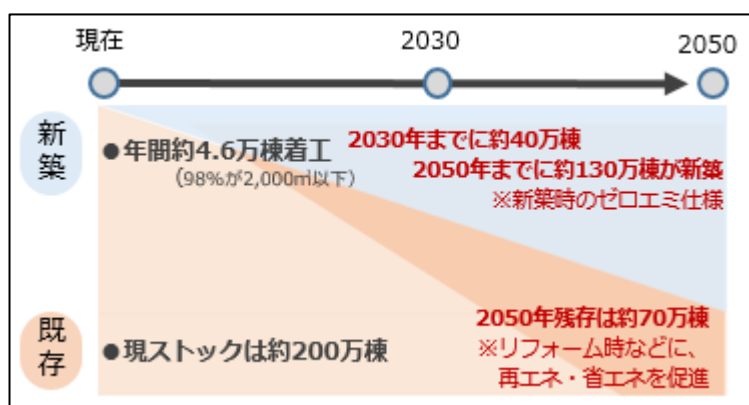 現在
2030
2050
新築
●年間約4.6万棟着工
(98%が2,000㎡以下)
2030年までに約40万棟
2050年までに約130万棟が新築
※新築時のゼロエミ仕様
既存
●現ストックは約200万棟
2050年残存は約70万棟
※リフォーム時などに、
再エネ・省エネを促進